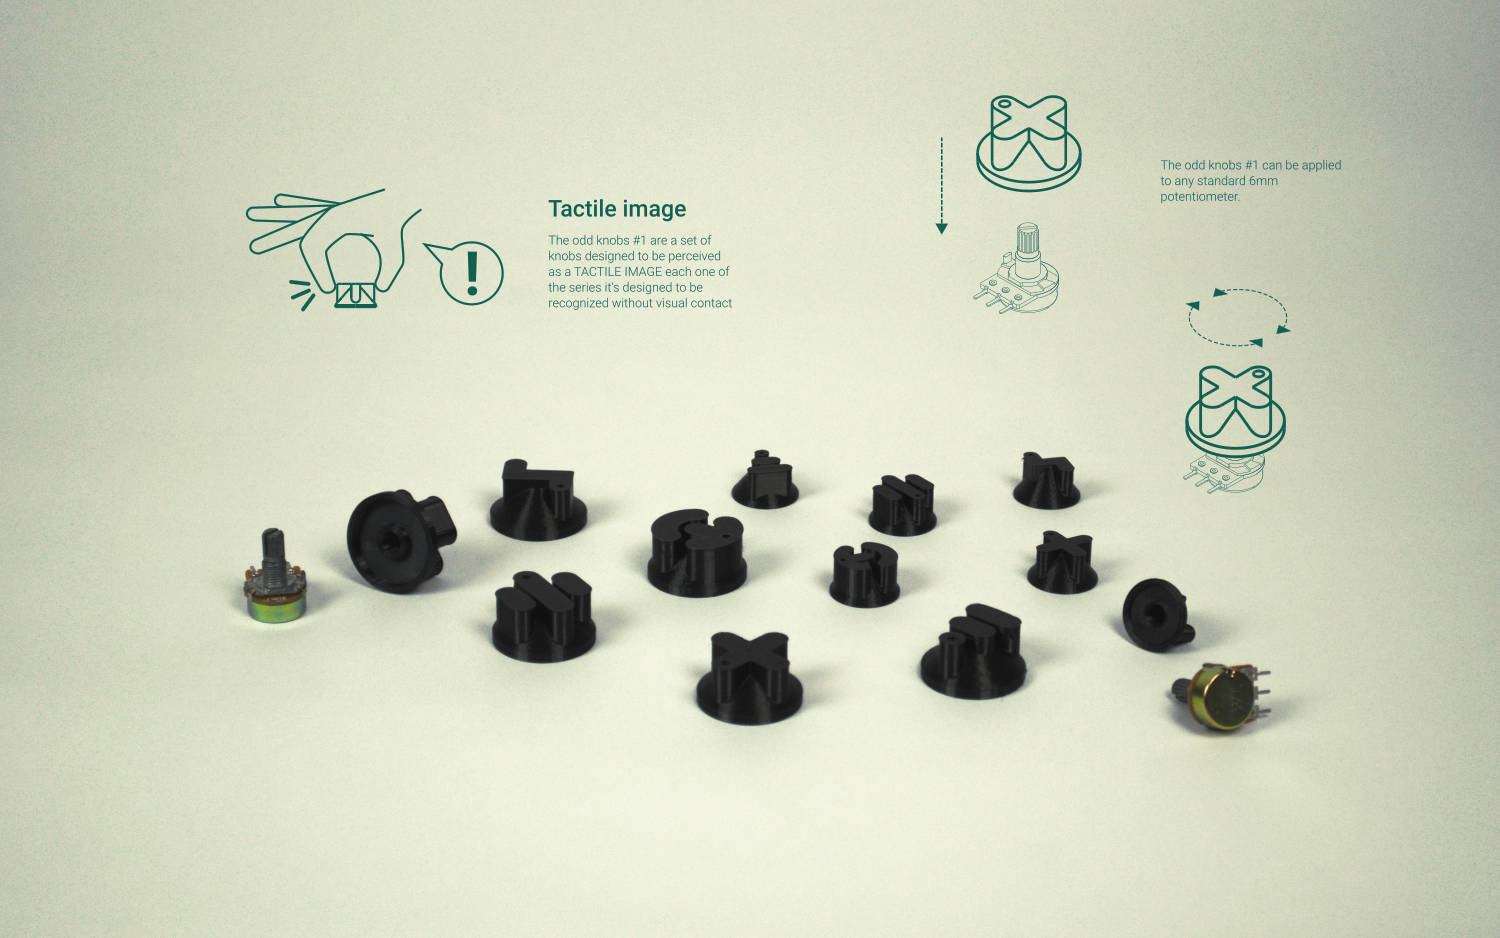 Tactile image
The odd knobs #1 are a set of
knobs designed to be perceived
as a TACTILE IMAGE each one of
the series it's designed to be
recognized without visual contact
The odd knobs #1 can be applied
to any standard 6mm
potentiometer.
!